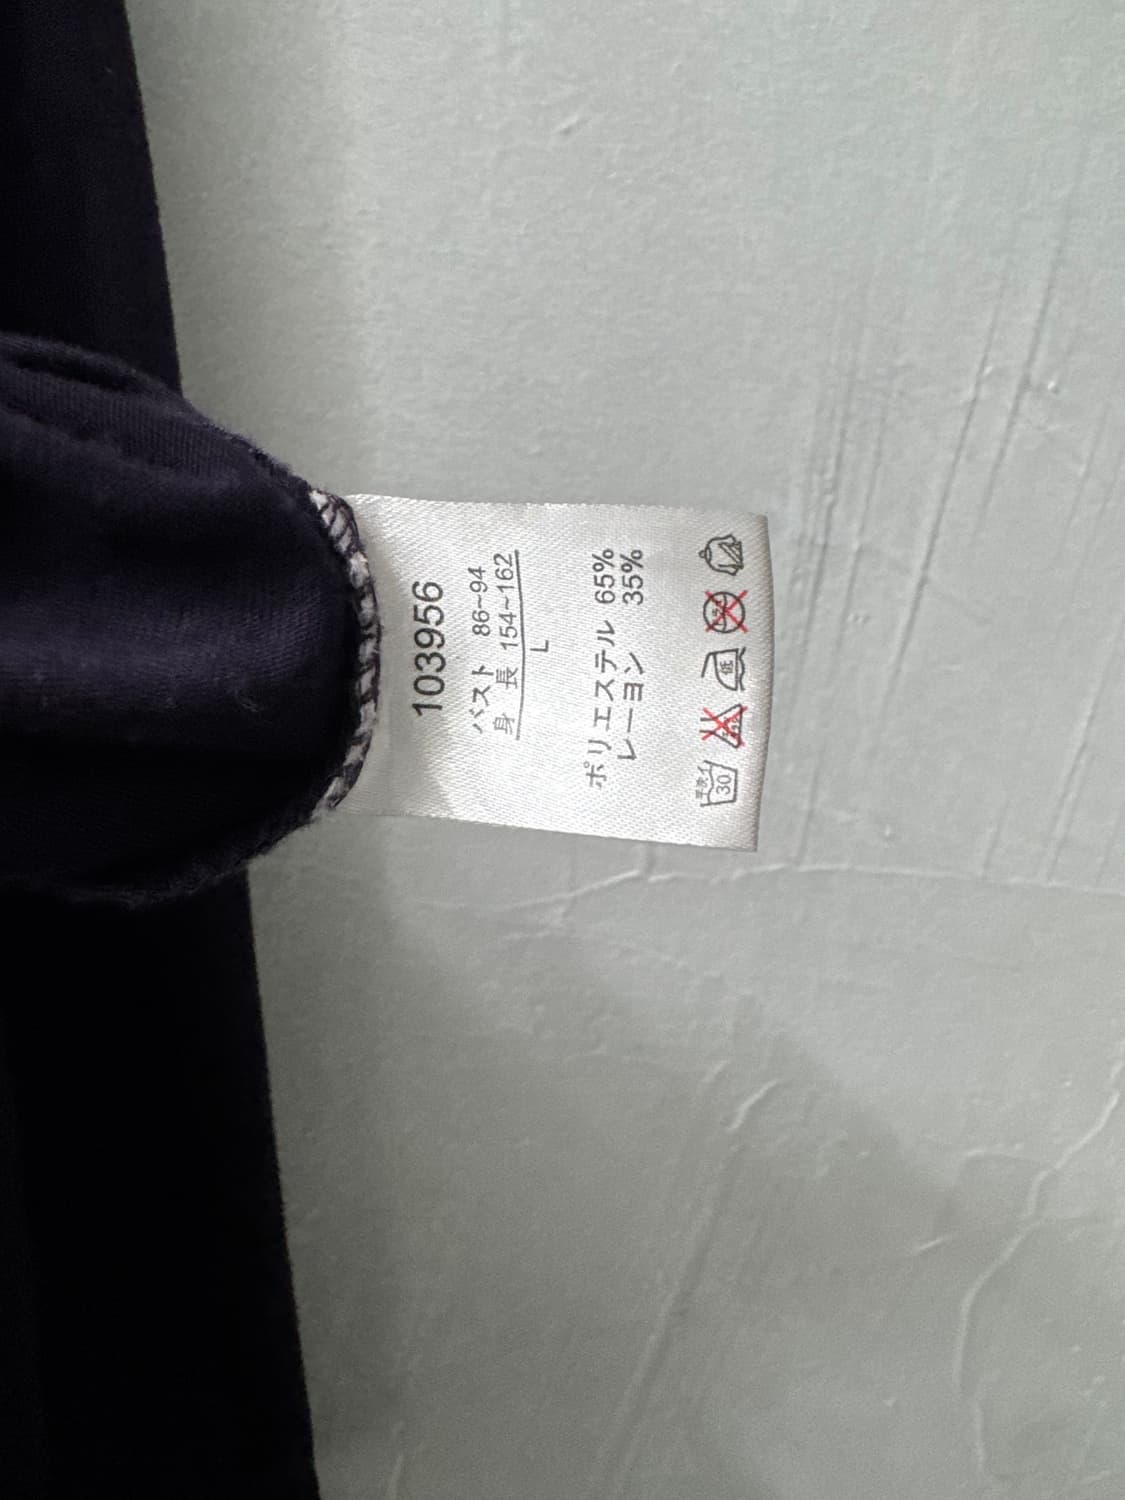 103956
バスト 86~94
身 長 154~162
L
ポリエステル 65%
レーヨン 35%
30 低